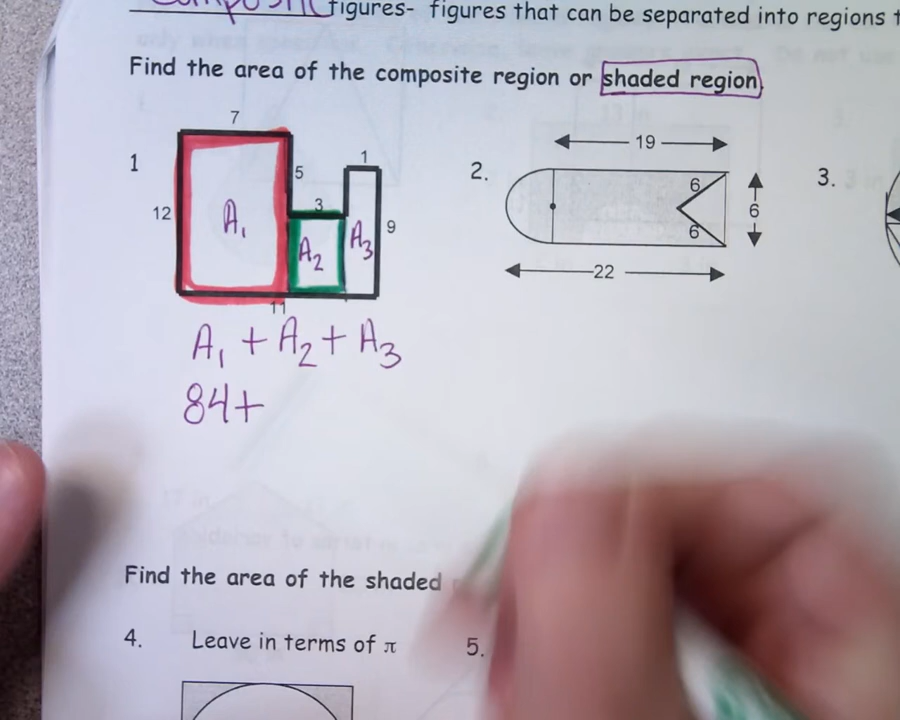 Composite figures- figures that can be separated into regions
Find the area of the composite region or shaded region.
1
7
12
5
3
1
9
11
A₁
A₂
A₃
A₁ + A₂ + A₃
84+
2.
19
6
6
6
22
3.
Find the area of the shaded
4. Leave in terms of π
5.